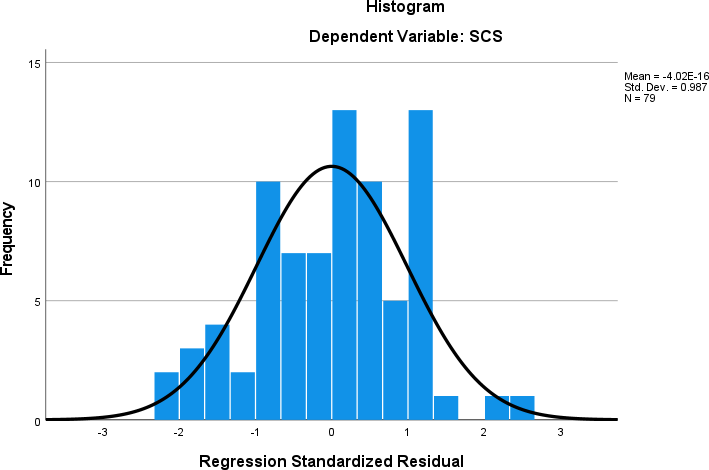 Histogram
Dependent Variable: SCS
Mean = -4.02E-16
Std. Dev. = 0.987
N = 79
Frequency
15
10
5
0
-3 -2 -1 0 1 2 3
Regression Standardized Residual